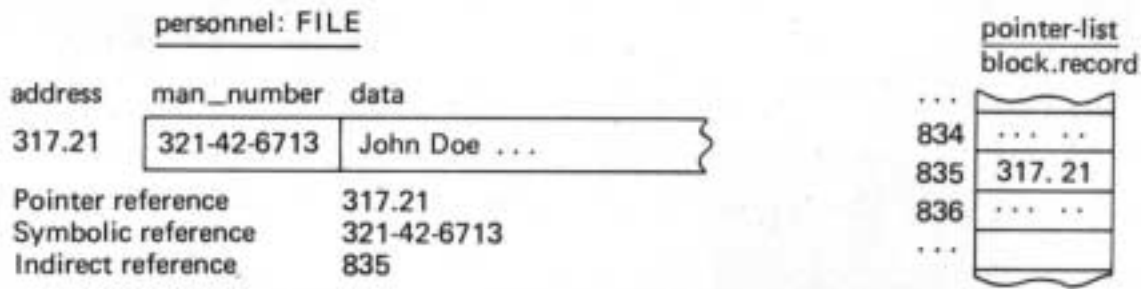 personnel: FILE
address man_number data
317.21 321-42-6713 John Doe ...
Pointer reference 317.21
Symbolic reference 321-42-6713
Indirect reference 835
pointer-list
block.record
...
834 ... ..
835 317.21
836 ... ..
...